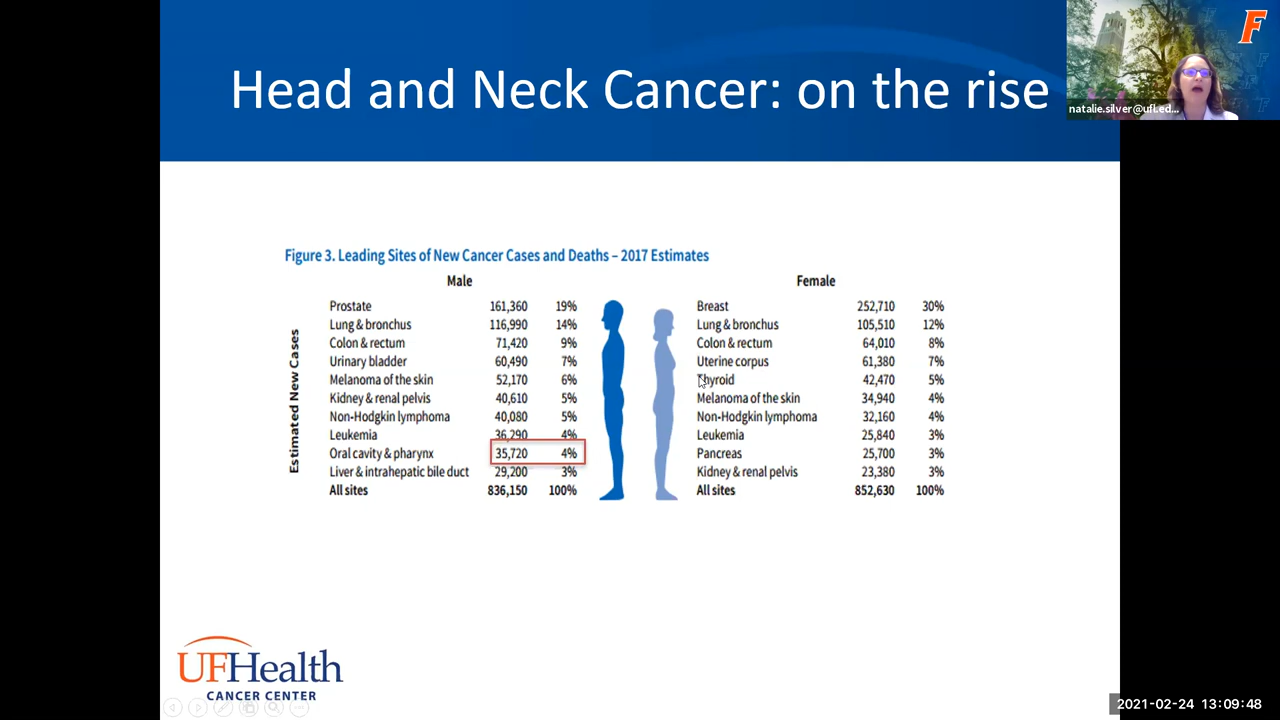 Head and Neck Cancer: on the rise
F
natalie.silver@ufl.ed...
Figure 3. Leading Sites of New Cancer Cases and Deaths – 2017 Estimates
Male Female
Estimated New Cases
Prostate 161,360 19% Breast 252,710 30%
Lung & bronchus 116,990 14% Lung & bronchus 105,510 12%
Colon & rectum 71,420 9% Colon & rectum 64,010 8%
Urinary bladder 60,490 7% Uterine corpus 61,380 7%
Melanoma of the skin 52,170 6% Thyroid 42,470 5%
Kidney & renal pelvis 40,610 5% Melanoma of the skin 34,940 4%
Non-Hodgkin lymphoma 40,080 5% Non-Hodgkin lymphoma 32,160 4%
Leukemia 36,290 4% Leukemia 25,840 3%
Oral cavity & pharynx 35,720 4% Pancreas 25,700 3%
Liver & intrahepatic bile duct 29,200 3% Kidney & renal pelvis 23,380 3%
All sites 836,150 100% All sites 852,630 100%
UFHealth
CANCER CENTER
2021-02-24 13:09:48